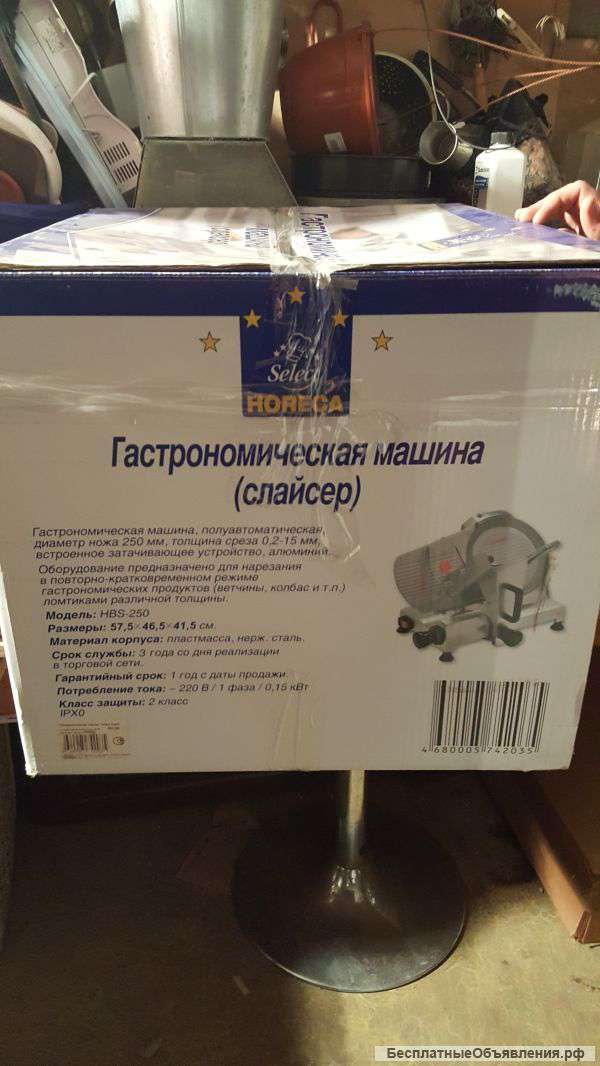 Select
HORECA
Гастрономическая машина
(слайсер)
Гастрономическая машина, полуавтоматическая,
диаметр ножа 250 мм, толщина среза 0,2-15 мм,
встроенное затачивающее устройство, алюминий.
Оборудование предназначено для нарезания
в повторно-кратковременном режиме
гастрономических продуктов (ветчины, колбас и т.п.)
ломтиками различной толщины.
Модель: HBS-250
Размеры: 57,5×46,5×41,5 см.
Материал корпуса: пластмасса, нерж. сталь.
Срок службы: 3 года со дня реализации
в торговой сети.
Гарантийный срок: 1 год с даты продажи.
Потребление тока: ~ 220 В / 1 фаза / 0,15 кВт
Класс защиты: 2 класс
IPX0
4 680005 742035
БесплатныеОбъявления.рф